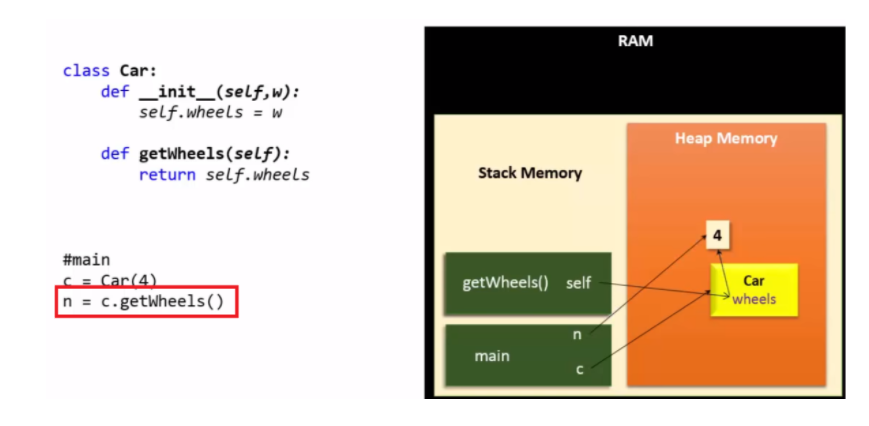 class Car:
    def __init__(self,w):
        self.wheels = w
    def getWheels(self):
        return self.wheels
#main
c = Car(4)
n = c.getWheels()
RAM
Stack Memory
Heap Memory
4
getWheels() self
Car
wheels
main
n
c